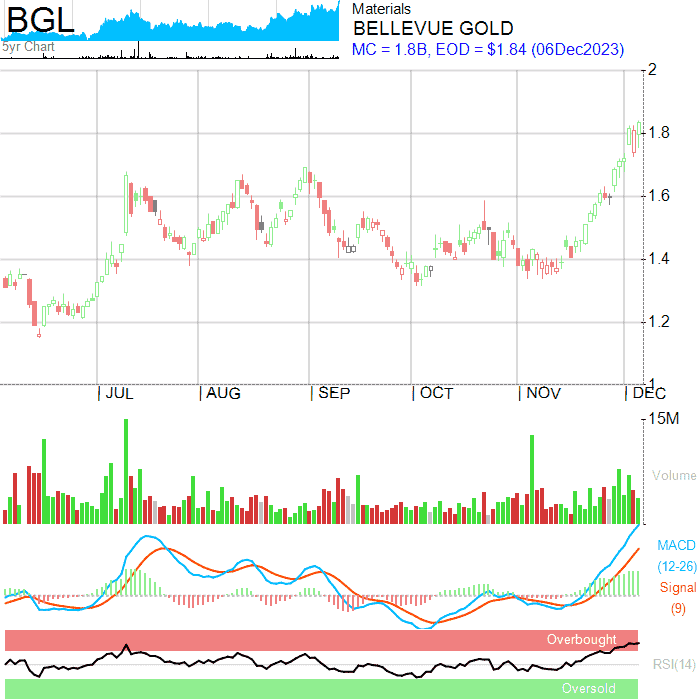 BGL
5yr Chart
Materials
BELLEVUE GOLD
MC = 1.8B, EOD = $1.84 (06Dec2023)
2
1.8
1.6
1.4
1.2
1
JUL AUG SEP OCT NOV DEC
15M
Volume
MACD
(12-26)
Signal
(9)
Overbought
RSI(14)
Oversold